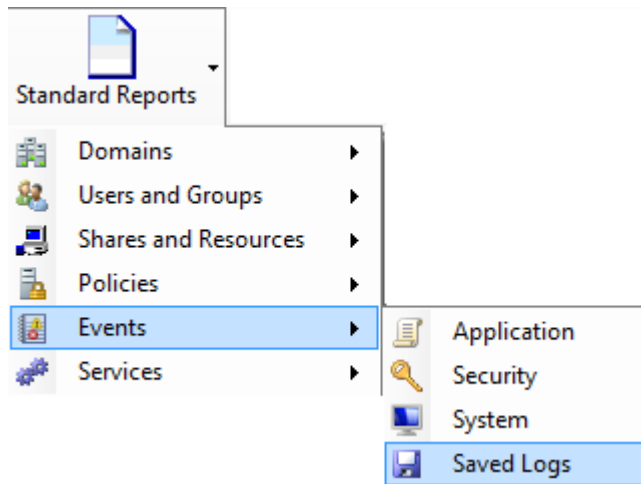 Standard Reports
Domains
Users and Groups
Shares and Resources
Policies
Events
Services
Application
Security
System
Saved Logs